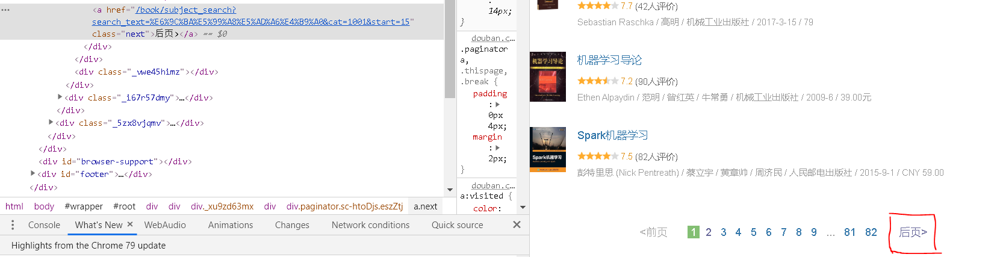 <a href="/book/subject_search?
search_text=%E6%9C%BA%E5%99%A8%E5%AD%A6%E4%B9%A0&cat=1001&start=15"
class="next">后页></a> == $0
</div>
</div>
<div class="_vwe45himz"></div>
</div>
<div class="_i67r57dmy">…</div>
</div>
<div class="_5zx8vjqmv">…</div>
</div>
</div>
<div id="browser-support"></div>
<div id="footer">…</div>
</div>
html body #wrapper #root div div div._xu9zd63mx div div.paginator.sc-htoDjs.eszZtj a.next
Console What's New × WebAudio Animations Changes Network conditions Quick source ×
Highlights from the Chrome 79 update
:
14px;
}
douban.c…
.paginator
a,
.thispage,
.break {
padding
:
0px
4px;
margin
:
2px;
}
douban.c…
a:visited {
color:
7.7 (42人评价)
Sebastian Raschka / 高明 / 机械工业出版社 / 2017-3-15 / 79
机器学习导论
机器学习导论
7.2 (90人评价)
Ethen Alpaydin / 范明 / 昝红英 / 牛常勇 / 机械工业出版社 / 2009-6 / 39.00元
Spark机器学习
Spark机器学习
7.5 (82人评价)
彭特里思 (Nick Pentreath) / 蔡立宇 / 黄章帅 / 周济民 / 人民邮电出版社 / 2015-9-1 / CNY 59.00
<前页 1 2 3 4 5 6 7 8 9 ... 81 82 后页>